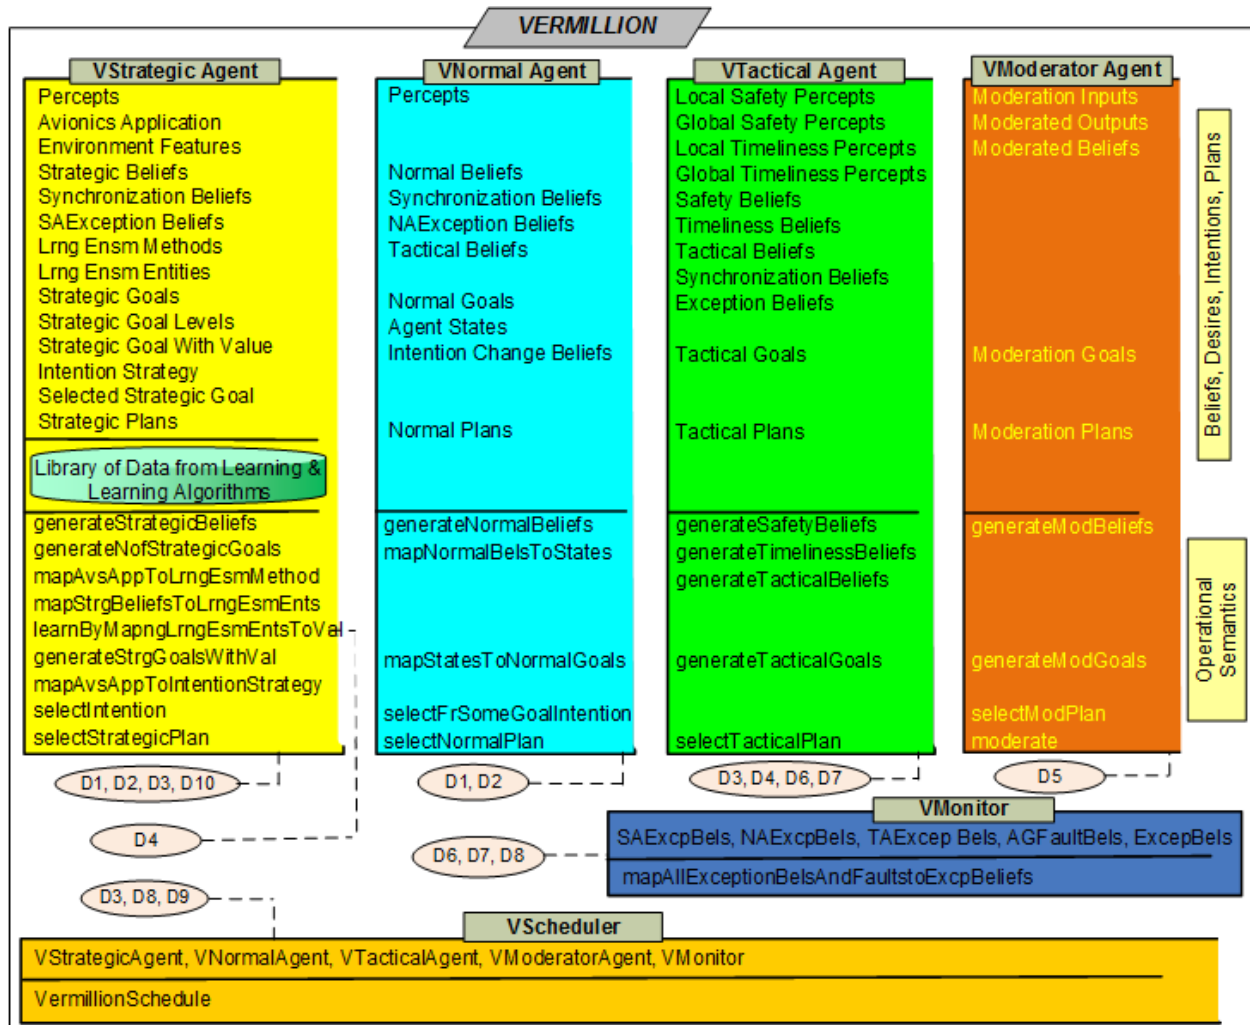 VERMILLION
VStrategic Agent
Percepts
Avionics Application
Environment Features
Strategic Beliefs
Synchronization Beliefs
SAException Beliefs
Lrng Ensm Methods
Lrng Ensm Entities
Strategic Goals
Strategic Goal Levels
Strategic Goal With Value
Intention Strategy
Selected Strategic Goal
Strategic Plans
Library of Data from Learning &
Learning Algorithms
generateStrategicBeliefs
generateNofStrategicGoals
mapAvsAppToLrngEsmMethod
mapStrgBeliefsToLrngEsmEnts
learnByMapngLrngEsmEntsToVal
generateStrgGoalsWithVal
mapAvsAppToIntentionStrategy
selectIntention
selectStrategicPlan
D1, D2, D3, D10
D4
VNormal Agent
Percepts
Normal Beliefs
Synchronization Beliefs
NAException Beliefs
Tactical Beliefs
Normal Goals
Agent States
Intention Change Beliefs
Normal Plans
generateNormalBeliefs
mapNormalBelsToStates
mapStatesToNormalGoals
selectFrSomeGoalIntention
selectNormalPlan
D1, D2
VTactical Agent
Local Safety Percepts
Global Safety Percepts
Local Timeliness Percepts
Global Timeliness Percepts
Safety Beliefs
Timeliness Beliefs
Tactical Beliefs
Synchronization Beliefs
Exception Beliefs
Tactical Goals
Tactical Plans
generateSafetyBeliefs
generateTimelinessBeliefs
generateTacticalBeliefs
generateTacticalGoals
selectTacticalPlan
D3, D4, D6, D7
VModerator Agent
Moderation Inputs
Moderated Outputs
Moderated Beliefs
Moderation Goals
Moderation Plans
generateModBeliefs
generateModGoals
selectModPlan
moderate
D5
Beliefs, Desires, Intentions, Plans
Operational
Semantics
VMonitor
SAExcpBels, NAExcpBels, TAExcep Bels, AGFaultBels, ExcepBels
mapAllExceptionBelsAndFaultstoExcpBeliefs
D6, D7, D8
D3, D8, D9
VScheduler
VStrategicAgent, VNormalAgent, VTacticalAgent, VModeratorAgent, VMonitor
VermillionSchedule